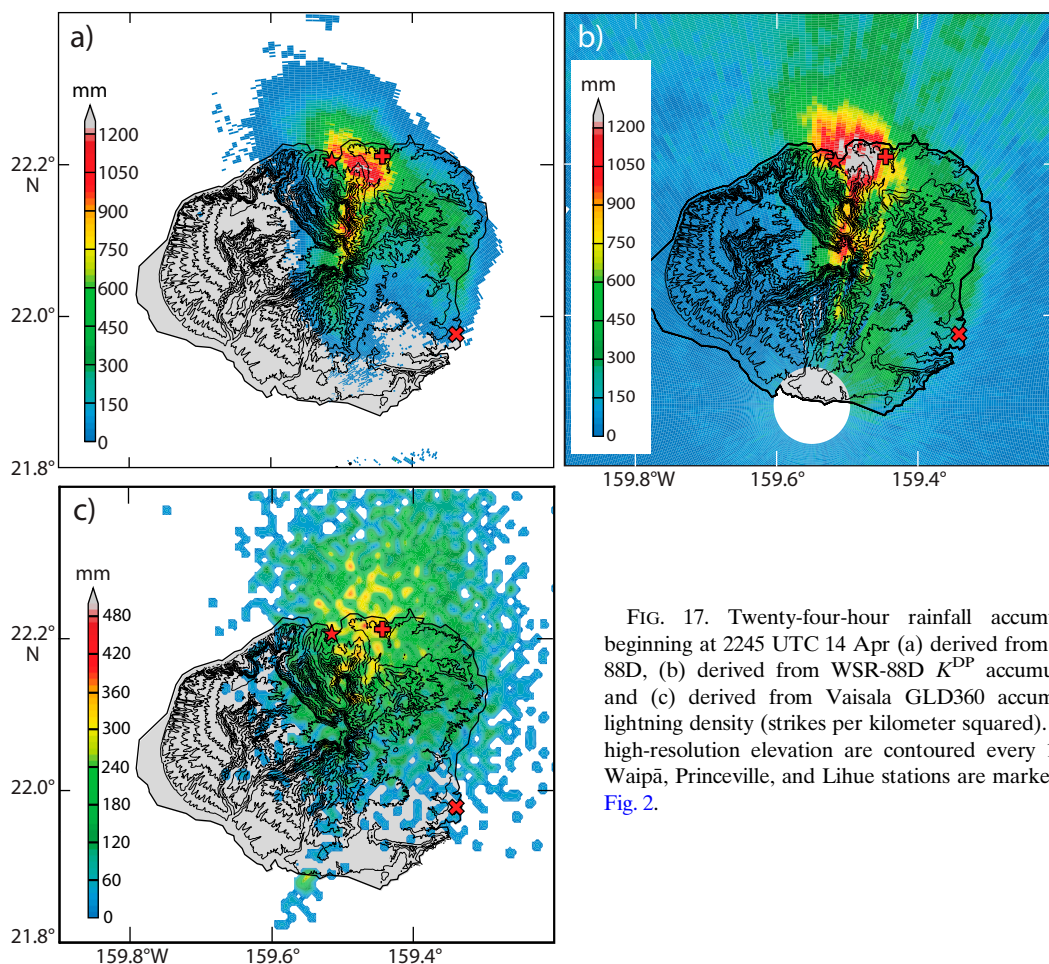 a)
mm
1200
1050
900
750
600
450
300
150
0
22.2°
N
22.0°
21.8°
b)
mm
1200
1050
900
750
600
450
300
150
0
159.8°W
159.6°
159.4°
c)
mm
480
420
360
300
240
180
120
60
0
22.2°
N
22.0°
21.8°
159.8°W
159.6°
159.4°
FIG. 17. Twenty-four-hour rainfall accum
beginning at 2245 UTC 14 Apr (a) derived from
88D, (b) derived from WSR-88D K^DP accumu
and (c) derived from Vaisala GLD360 accum
lightning density (strikes per kilometer squared).
high-resolution elevation are contoured every
Waipā, Princeville, and Lihue stations are marke
Fig. 2.